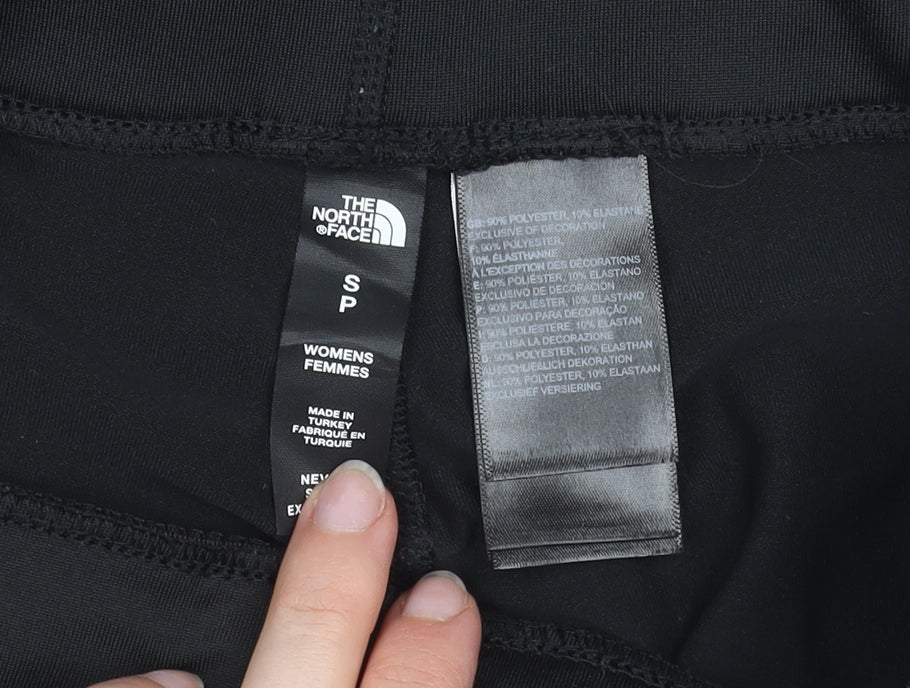 THE
NORTH
®FACE
S
P
WOMENS
FEMMES
MADE IN
TURKEY
FABRIQUÉ EN
TURQUIE
GB: 90% POLYESTER, 10% ELASTANE
EXCLUSIVE OF DECORATION
F: 90% POLYESTER,
10% ÉLASTHANNE
À L'EXCEPTION DES DÉCORATIONS
E: 90% POLIÉSTER, 10% ELASTANO
EXCLUSIVO DE DECORACIÓN
P: 90% POLIÉSTER, 10% ELASTANO
EXCLUSIVO PARA DECORAÇÃO
I: 90% POLIESTERE, 10% ELASTAN
ESCLUSA LA DECORAZIONE
D: 90% POLYESTER, 10% ELASTHAN
AUSSCHLIEßLICH DEKORATION
NL: 90% POLYESTER, 10% ELASTAAN
EXCLUSIEF VERSIERING